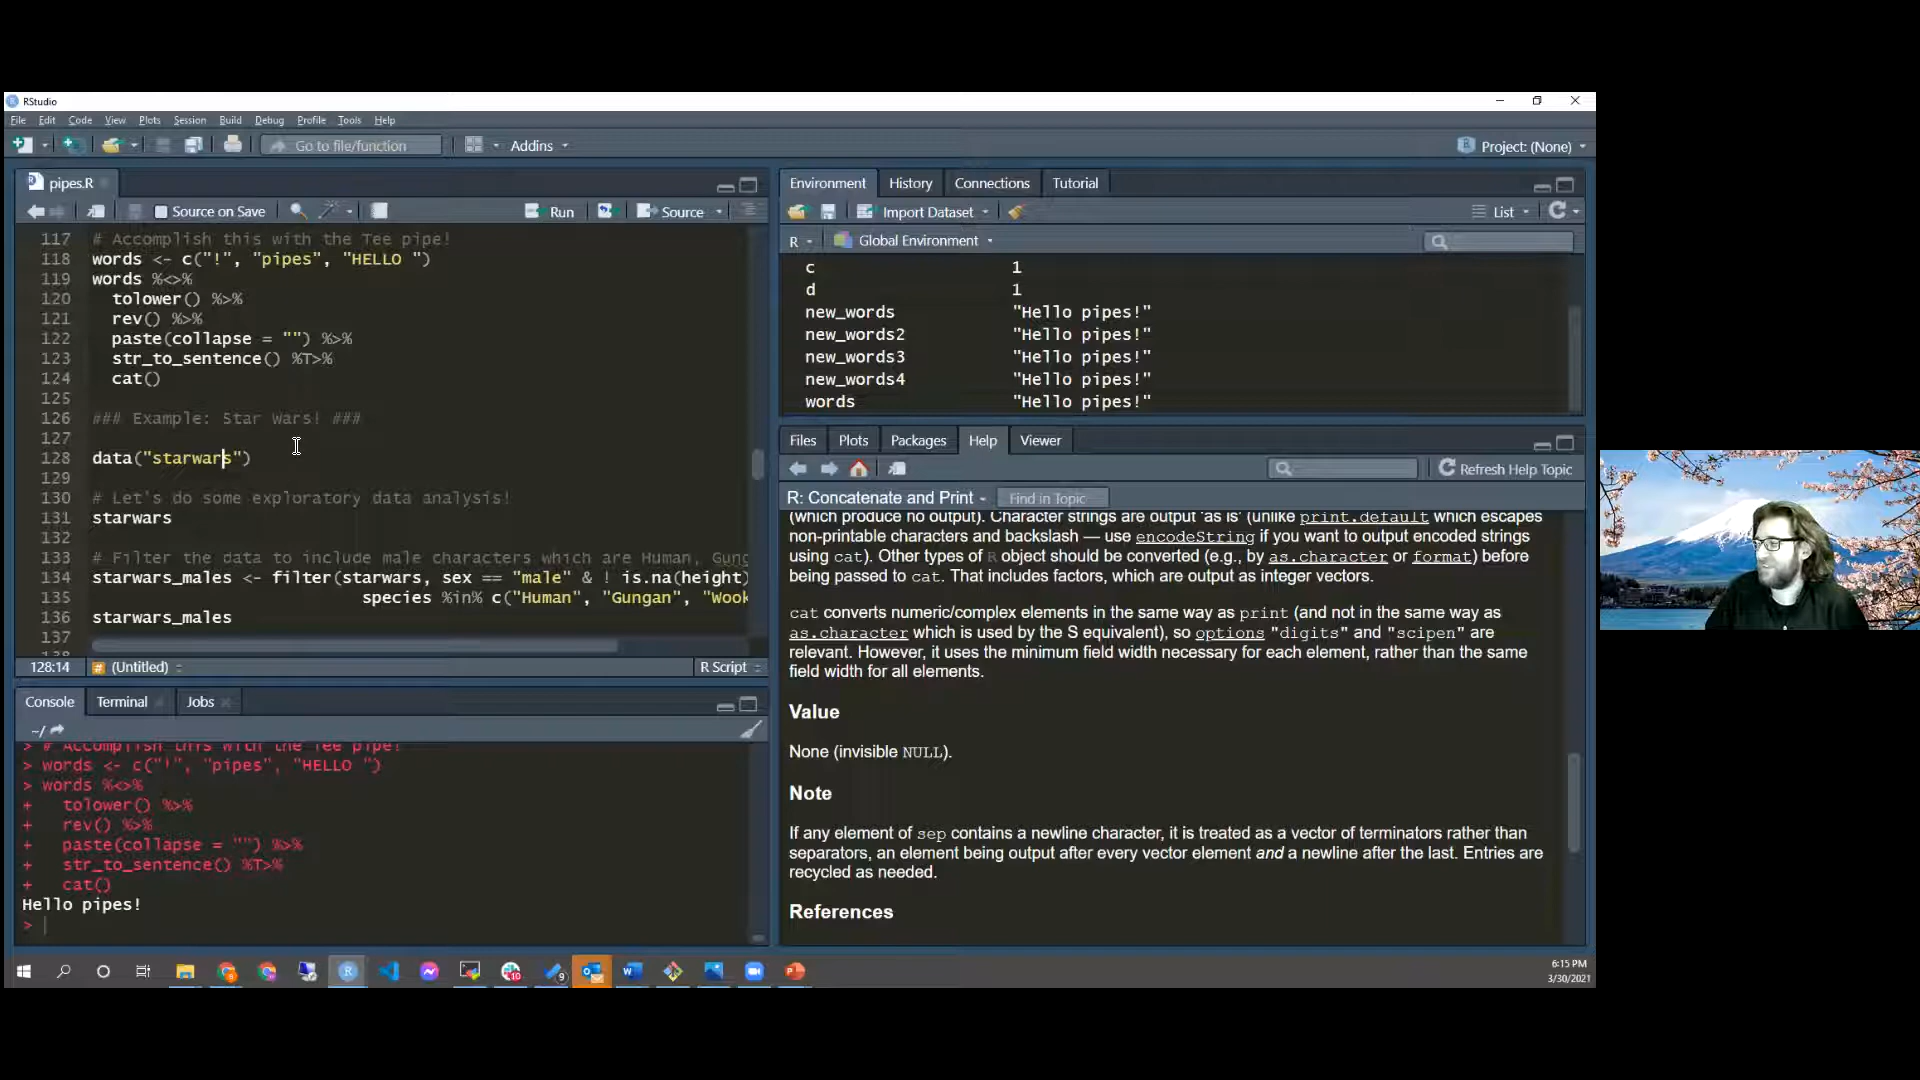 RStudio
File Edit Code View Plots Session Build Debug Profile Tools Help
Go to file/function
Addins
Project: (None)
pipes.R
Source on Save
Run
Source
117 # Accomplish this with the Tee pipe!
118 words <- c("!", "pipes", "HELLO ")
119 words %<>%
120 tolower() %>%
121 rev() %>%
122 paste(collapse = "") %>%
123 str_to_sentence() %T>%
124 cat()
125
126 ### Example: Star Wars! ###
127
128 data("starwars")
129
130 # Let's do some exploratory data analysis!
131 starwars
132
133 # Filter the data to include male characters which are Human, Gung
134 starwars_males <- filter(starwars, sex == "male" & ! is.na(height)
135 species %in% c("Human", "Gungan", "Wook
136 starwars_males
137
138
128:14 (Untitled) R Script
Console Terminal Jobs
~/
> # Accomplish this with the Tee pipe!
> words <- c("!", "pipes", "HELLO ")
> words %<>%
+ tolower() %>%
+ rev() %>%
+ paste(collapse = "") %>%
+ str_to_sentence() %T>%
+ cat()
Hello pipes!
>
Environment History Connections Tutorial
Import Dataset List
R Global Environment
c 1
d 1
new_words "Hello pipes!"
new_words2 "Hello pipes!"
new_words3 "Hello pipes!"
new_words4 "Hello pipes!"
words "Hello pipes!"
Files Plots Packages Help Viewer
Refresh Help Topic
R: Concatenate and Print Find in Topic
(which produce no output). Character strings are output ‘as is’ (unlike print.default which escapes
non-printable characters and backslash — use encodeString if you want to output encoded strings
using cat). Other types of R object should be converted (e.g., by as.character or format) before
being passed to cat. That includes factors, which are output as integer vectors.
cat converts numeric/complex elements in the same way as print (and not in the same way as
as.character which is used by the S equivalent), so options "digits" and "scipen" are
relevant. However, it uses the minimum field width necessary for each element, rather than the same
field width for all elements.
Value
None (invisible NULL).
Note
If any element of sep contains a newline character, it is treated as a vector of terminators rather than
separators, an element being output after every vector element and a newline after the last. Entries are
recycled as needed.
References
6:15 PM
3/30/2021